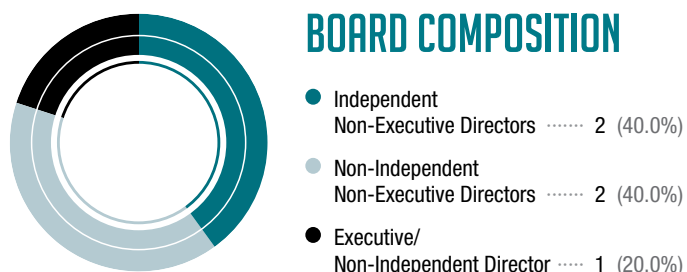 BOARD COMPOSITION
Independent
Non-Executive Directors ······· 2 (40.0%)
Non-Independent
Non-Executive Directors ······· 2 (40.0%)
Executive/
Non-Independent Director ····· 1 (20.0%)